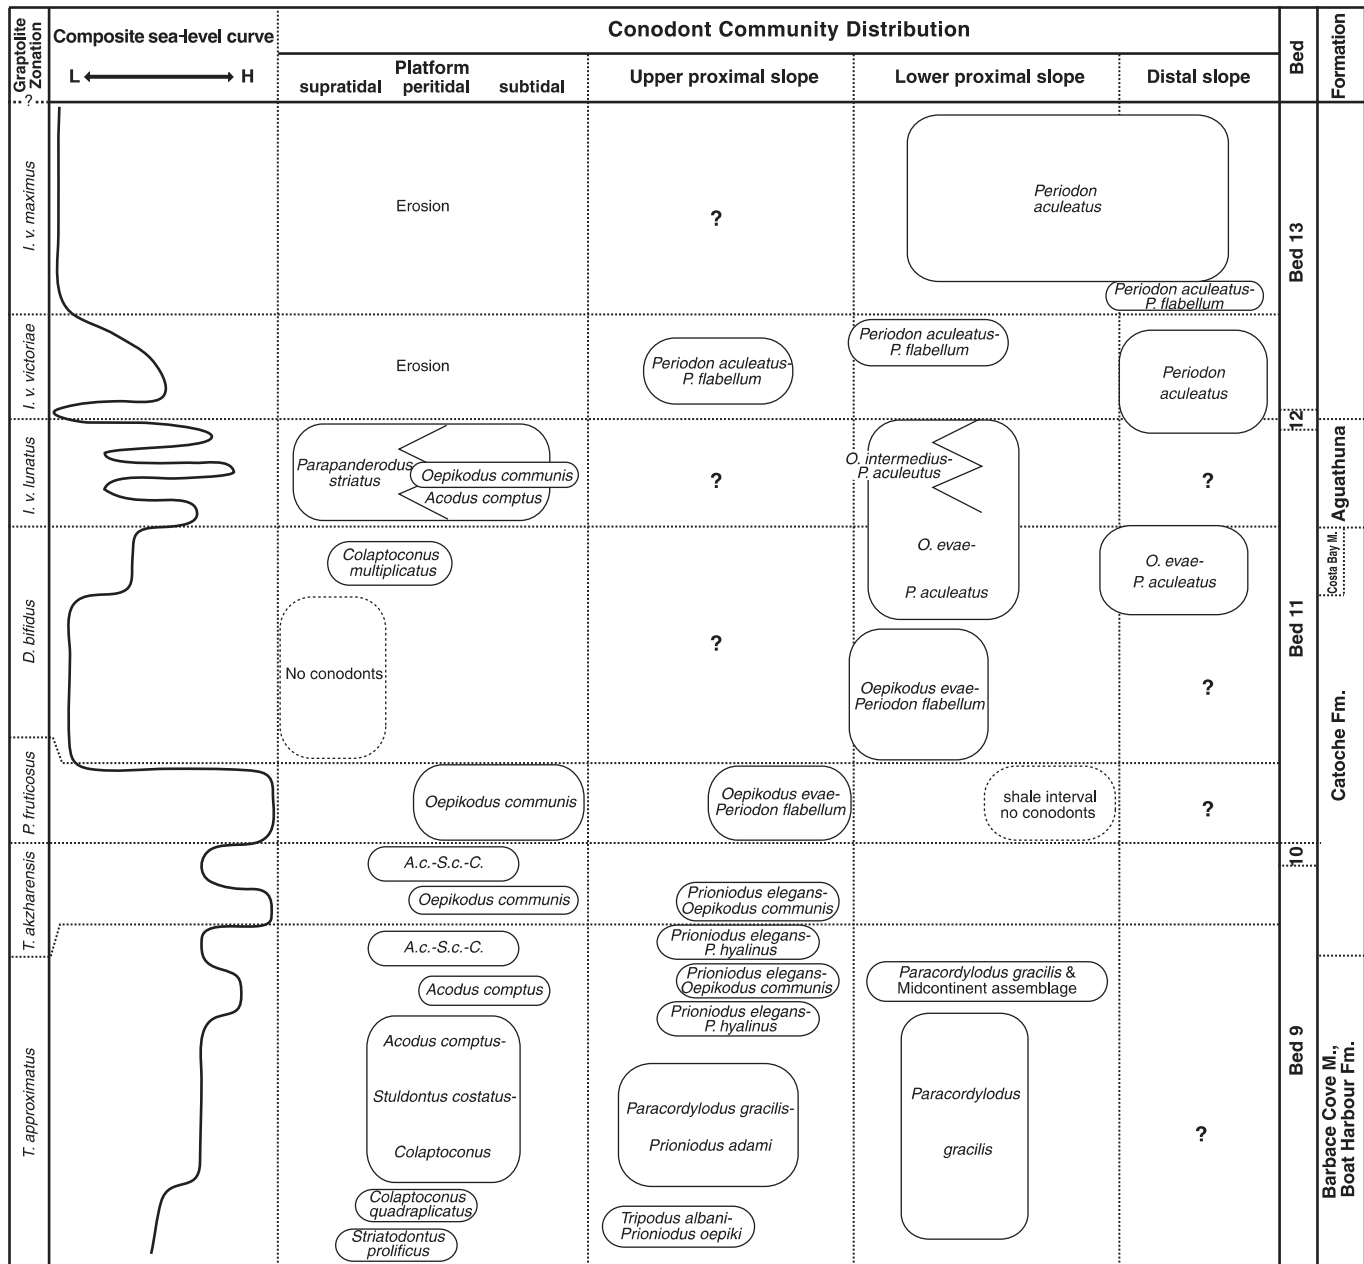 Graptolite
Zonation
Composite sea-level curve
L H
Conodont Community Distribution
Platform
supratidal peritidal subtidal
Upper proximal slope
Lower proximal slope
Distal slope
Bed
Formation
?
I. v. maximus
Erosion
?
Periodon
aculeatus
Periodon aculeatus-
P. flabellum
Bed 13
I. v. victoriae
Erosion
Periodon aculeatus-
P. flabellum
Periodon aculeatus-
P. flabellum
Periodon
aculeatus
12
I. v. lunatus
Parapanderodus
striatus
Oepikodus communis
Acodus comptus
?
O. intermedius-
P. aculeutus
?
Aguathuna
D. bifidus
Colaptoconus
multiplicatus
No conodonts
?
O. evae-
P. aculeatus
O. evae-
P. aculeatus
Costa Bay M.
Oepikodus evae-
Periodon flabellum
?
Bed 11
Catoche Fm.
P. fruticosus
Oepikodus communis
Oepikodus evae-
Periodon flabellum
shale interval
no conodonts
?
T. akzharensis
A.c.-S.c.-C.
Oepikodus communis
Prioniodus elegans-
Oepikodus communis
10
T. approximatus
A.c.-S.c.-C.
Prioniodus elegans-
P. hyalinus
Acodus comptus
Prioniodus elegans-
Oepikodus communis
Paracordylodus gracilis &
Midcontinent assemblage
Prioniodus elegans-
P. hyalinus
Acodus comptus-
Stuldontus costatus-
Colaptoconus
Paracordylodus gracilis-
Prioniodus adami
Paracordylodus
gracilis
?
Bed 9
Barbace Cove M.,
Boat Harbour Fm.
Colaptoconus
quadraplicatus
Striatodontus
prolificus
Tripodus albani-
Prioniodus oepiki